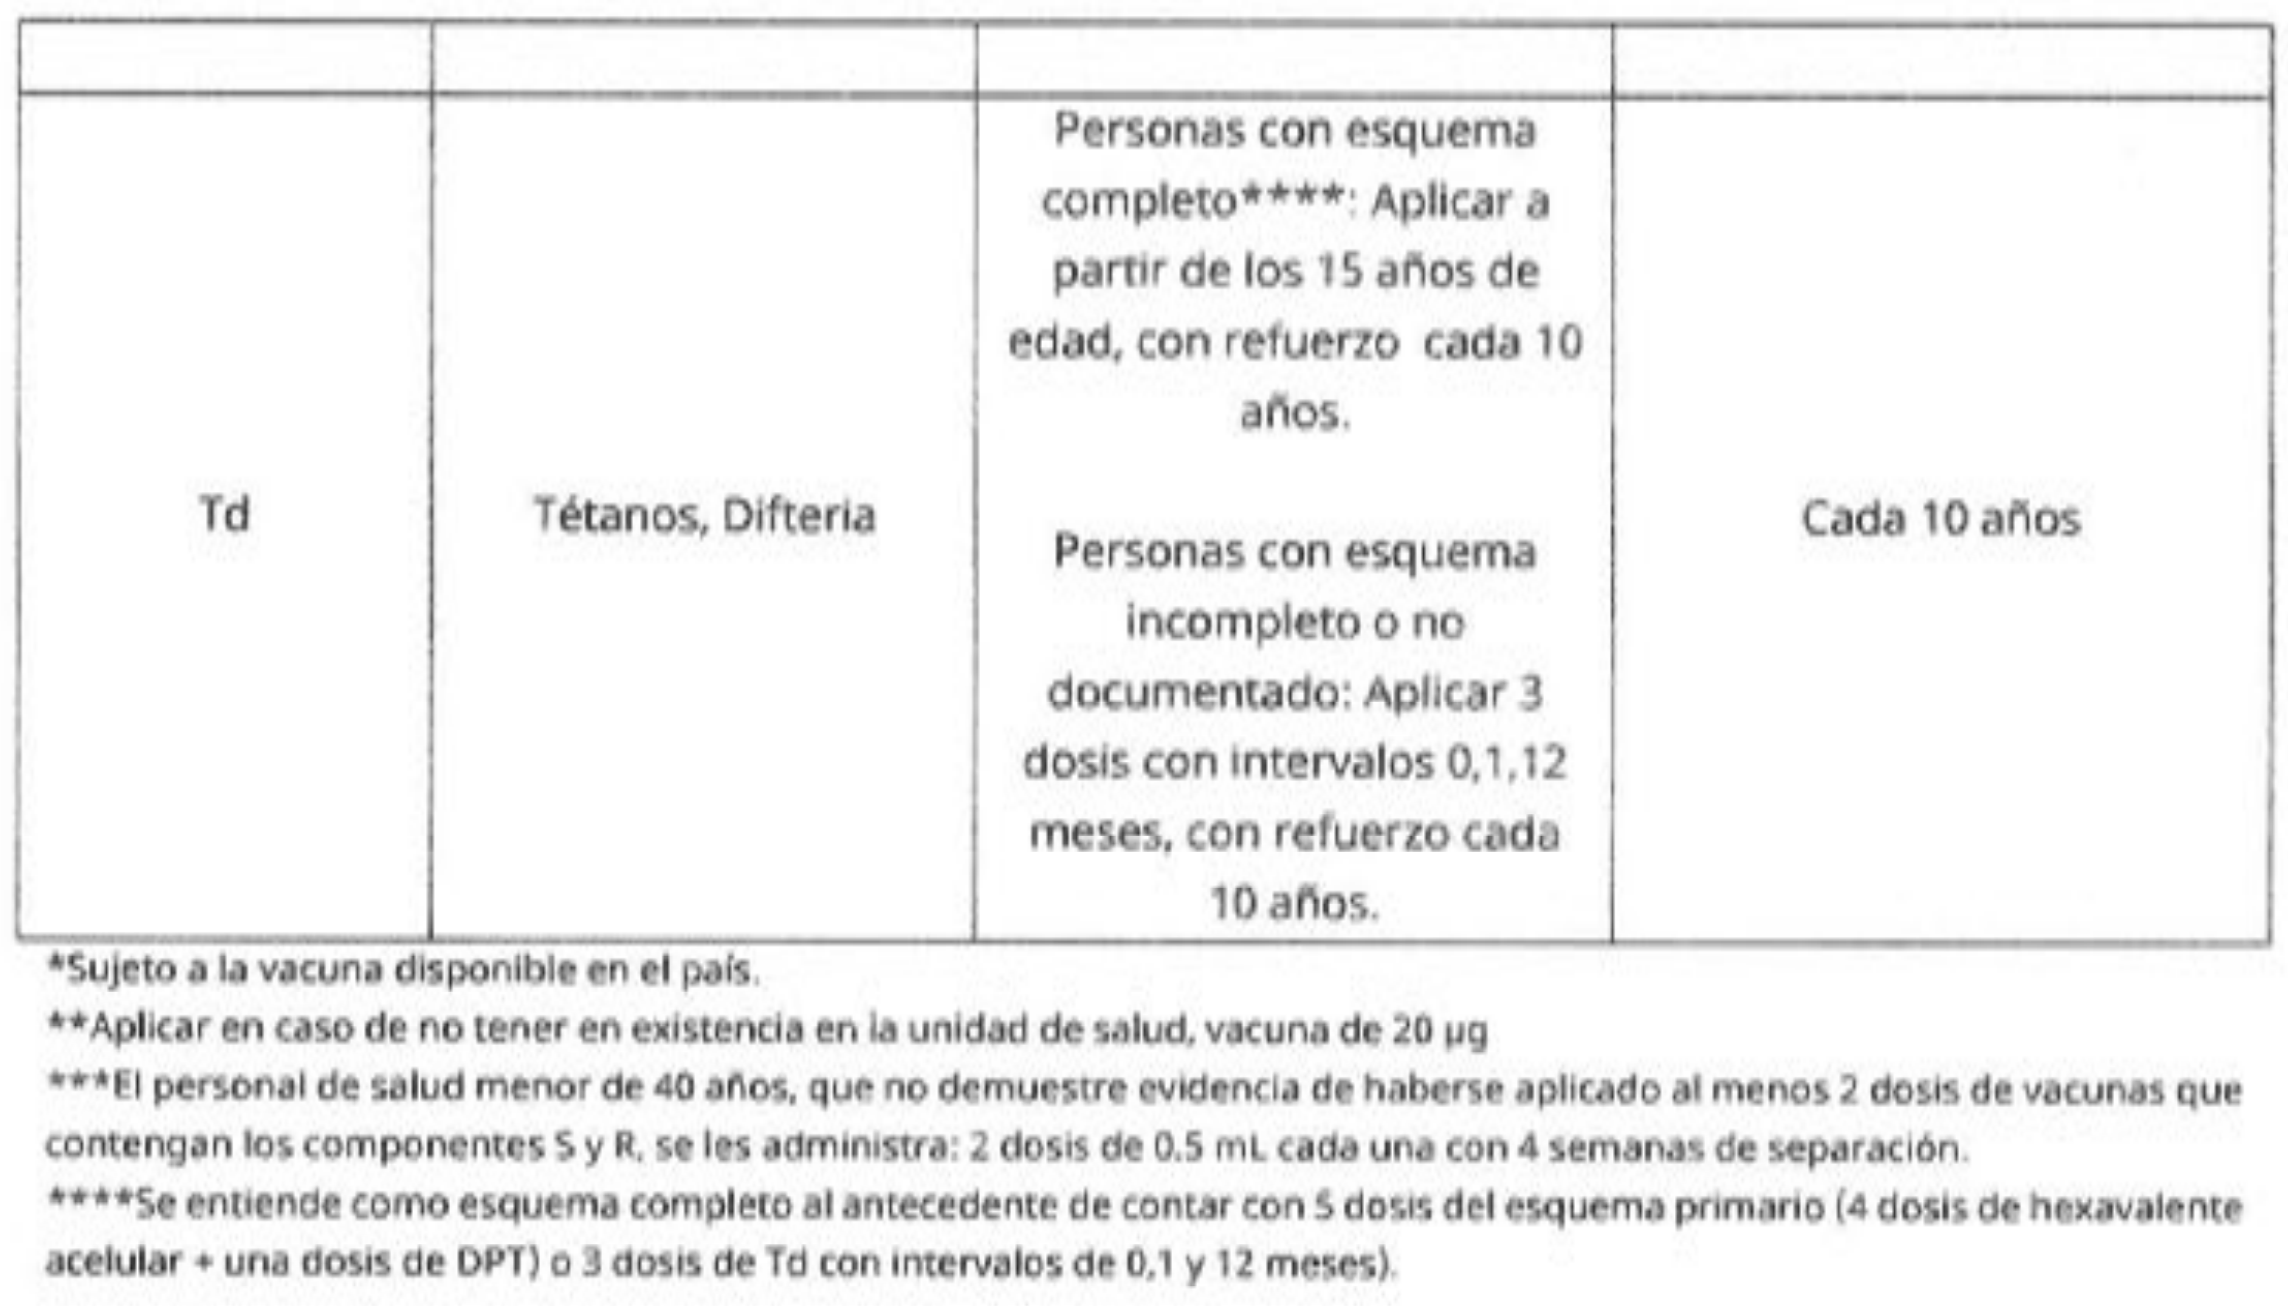 Td
Tétanos, Difteria
Personas con esquema
completo****: Aplicar a
partir de los 15 años de
edad, con refuerzo cada 10
años.
Personas con esquema
incompleto o no
documentado: Aplicar 3
dosis con intervalos 0,1,12
meses, con refuerzo cada
10 años.
Cada 10 años
*Sujeto a la vacuna disponible en el país.
**Aplicar en caso de no tener en existencia en la unidad de salud, vacuna de 20 µg
***El personal de salud menor de 40 años, que no demuestre evidencia de haberse aplicado al menos 2 dosis de vacunas que
contengan los componentes S y R, se les administra: 2 dosis de 0.5 mL cada una con 4 semanas de separación.
****Se entiende como esquema completo al antecedente de contar con 5 dosis del esquema primario (4 dosis de hexavalente
acelular + una dosis de DPT) o 3 dosis de Td con intervalos de 0,1 y 12 meses).